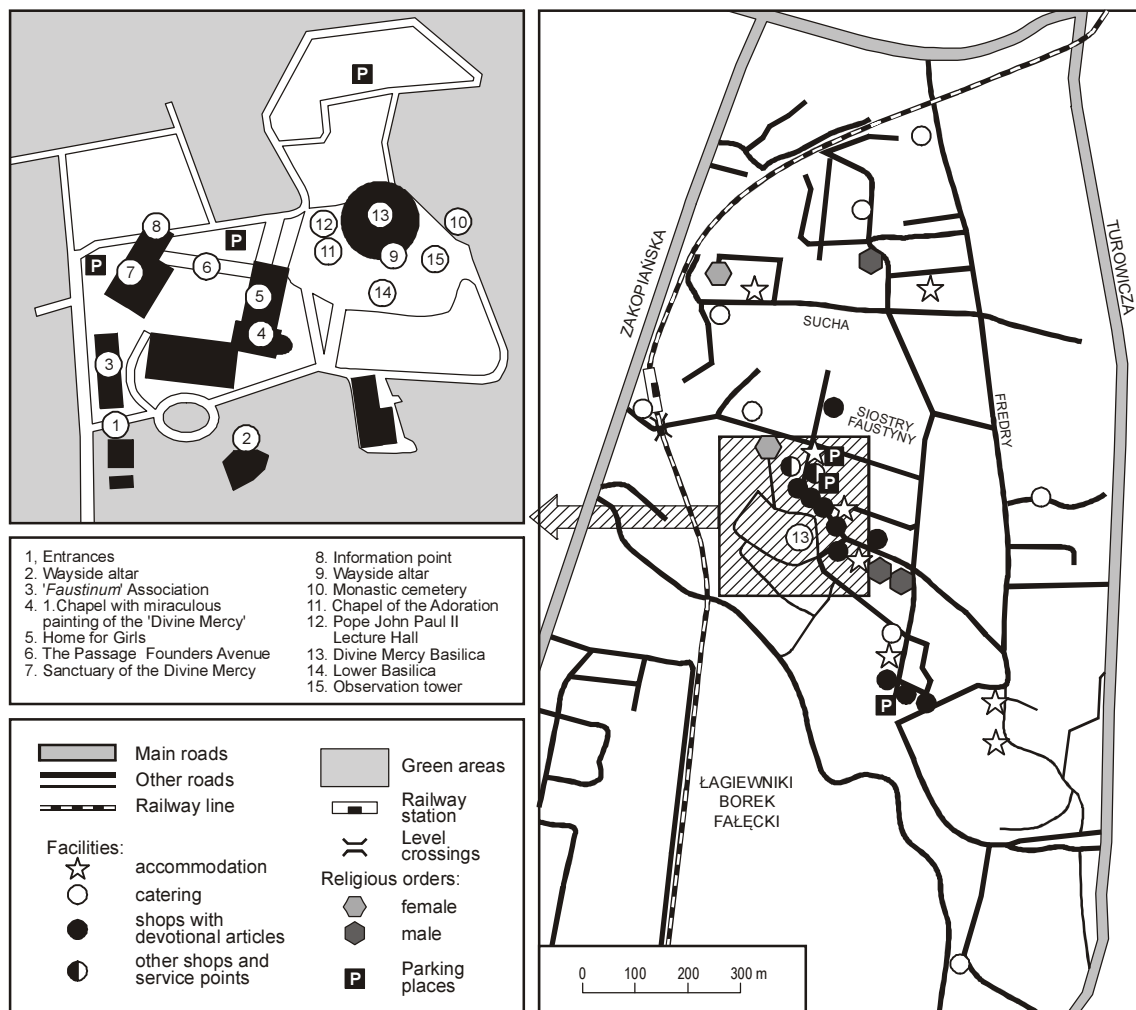 P
8
P
P
7
6
5
4
3
1
2
12
11
13
9
10
15
14
1, Entrances
2. Wayside altar
3. 'Faustinum' Association
4. 1.Chapel with miraculous
painting of the 'Divine Mercy'
5. Home for Girls
6. The Passage Founders Avenue
7. Sanctuary of the Divine Mercy
8. Information point
9. Wayside altar
10. Monastic cemetery
11. Chapel of the Adoration
12. Pope John Paul II
Lecture Hall
13. Divine Mercy Basilica
14. Lower Basilica
15. Observation tower
Main roads
Other roads
Railway line
Facilities:
accommodation
catering
shops with
devotional articles
other shops and
service points
Green areas
Railway
station
Level
crossings
Religious orders:
female
male
P
Parking
places
ZAKOPIAŃSKA
TUROWICZA
SUCHA
FREDRY
SIOSTRY
FAUSTYNY
P
P
13
P
ŁAGIEWNIKI
BOREK
FAŁĘCKI
0 100 200 300 m